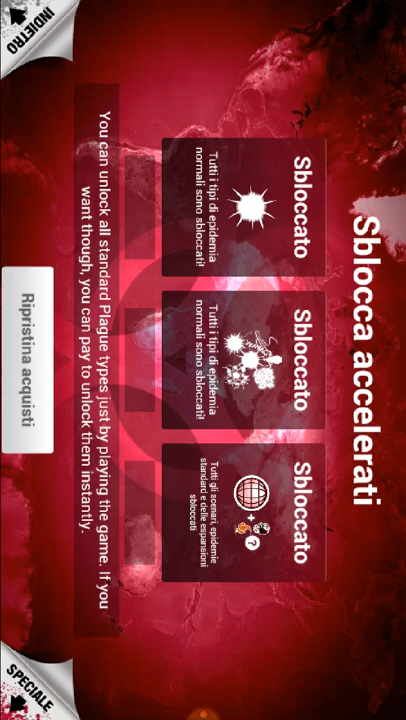 Sblocca accelerati
Sbloccato
Tutti i tipi di epidemia
normali sono sbloccati!
Sbloccato
Tutti i tipi di epidemia
normali sono sbloccati!
Sbloccato
+
?
Tutti gli scenari, epidemie
standard e delle espansioni
sbloccati
You can unlock all standard Plague types just by playing the game. If you
want though, you can pay to unlock them instantly.
INDIETRO
Ripristina acquisti
SPECIALE